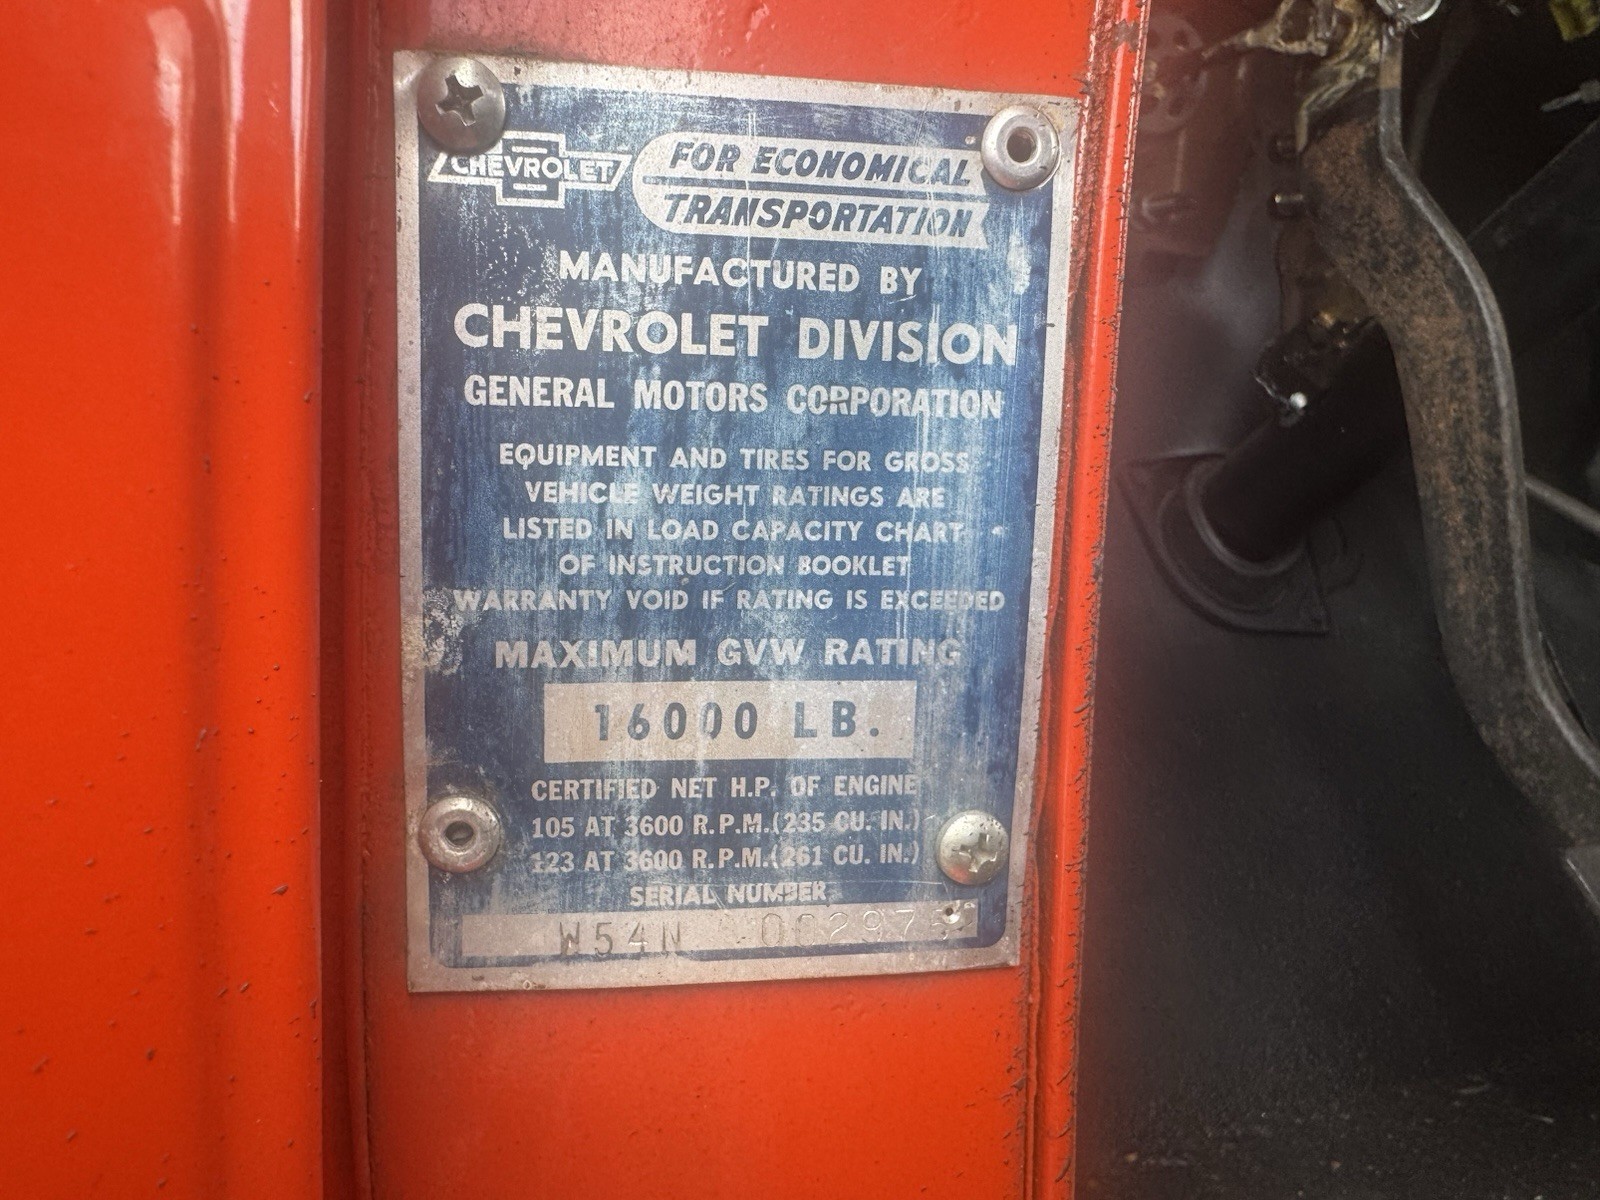 CHEVROLET
FOR ECONOMICAL
TRANSPORTATION
MANUFACTURED BY
CHEVROLET DIVISION
GENERAL MOTORS CORPORATION
EQUIPMENT AND TIRES FOR GROSS
VEHICLE WEIGHT RATINGS ARE
LISTED IN LOAD CAPACITY CHART
OF INSTRUCTION BOOKLET
WARRANTY VOID IF RATING IS EXCEEDED
MAXIMUM GVW RATING
16000 LB.
CERTIFIED NET H.P. OF ENGINE
105 AT 3600 R.P.M.(235 CU. IN.)
123 AT 3600 R.P.M.(261 CU. IN.)
SERIAL NUMBER
W54N